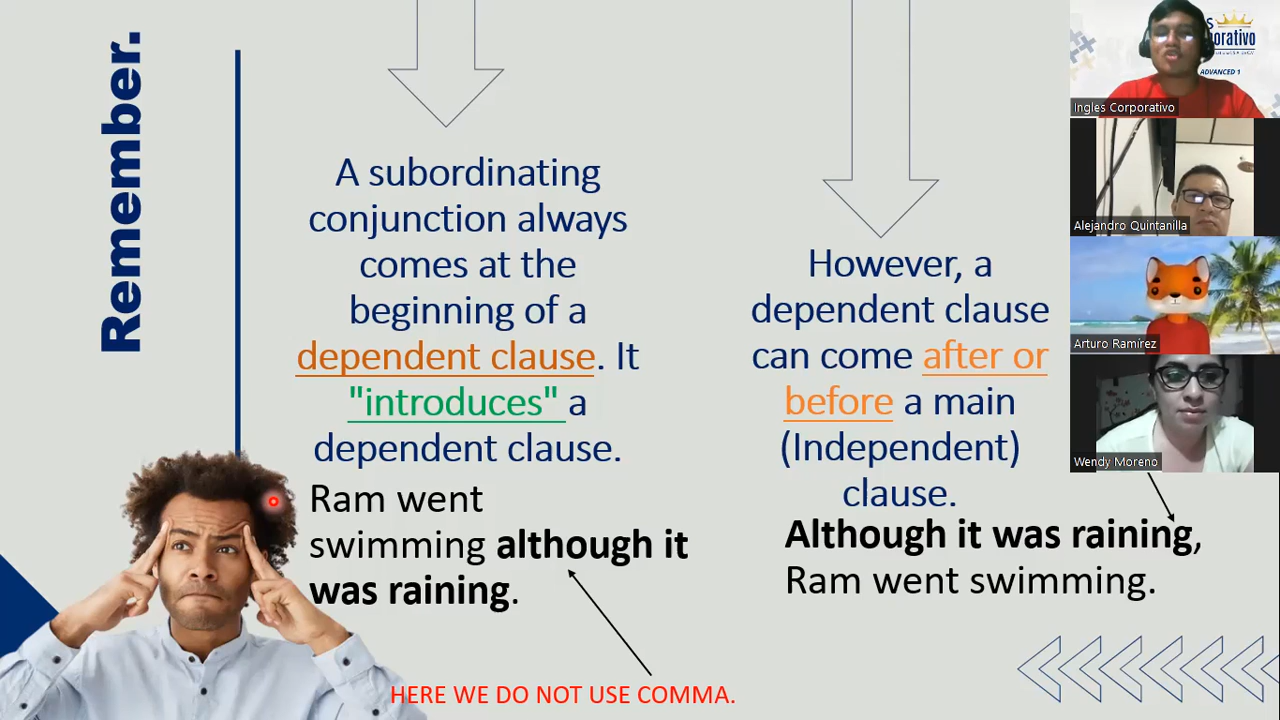 Remember.
A subordinating
conjunction always
comes at the
beginning of a
dependent clause. It
"introduces" a
dependent clause.
Ram went
swimming although it
was raining.
HERE WE DO NOT USE COMMA.
However, a
dependent clause
can come after or
before a main
(Independent)
clause.
Although it was raining,
Ram went swimming.
ADVANCED 1
Ingles Corporativo
Alejandro Quintanilla
Arturo Ramírez
Wendy Moreno